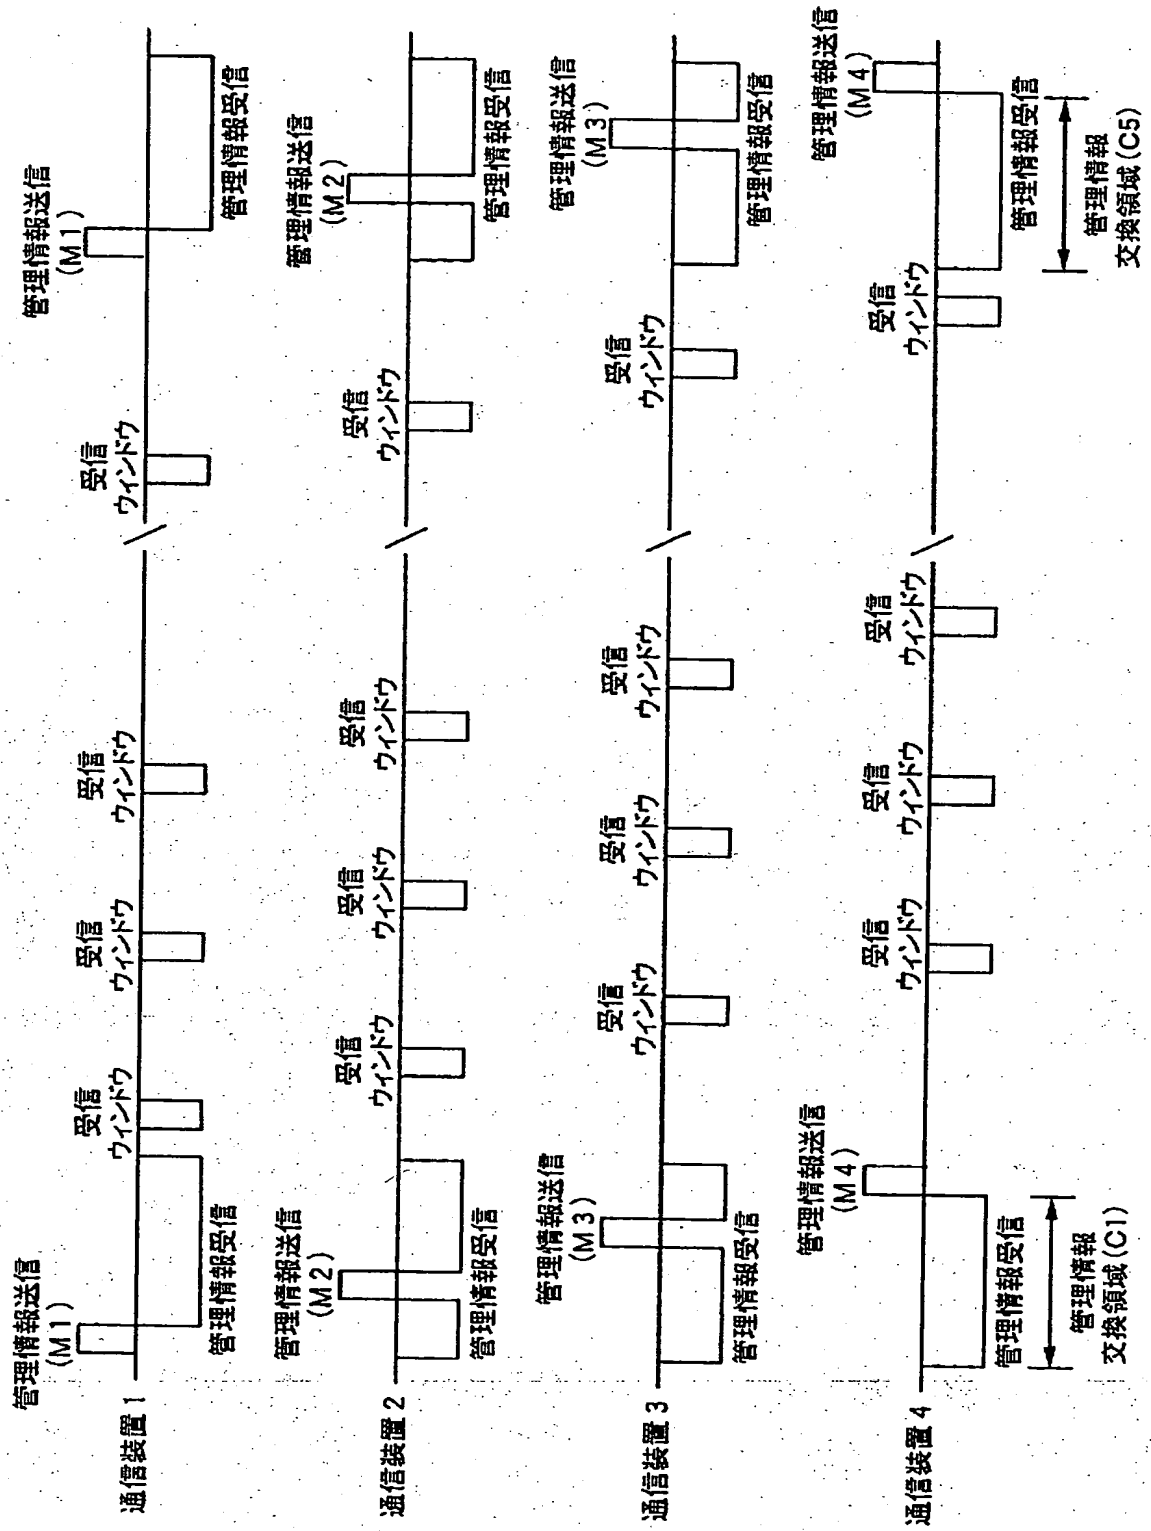 通信装置1
管理情報送信
(M1)
管理情報受信
受信
ウィンドウ
受信
ウィンドウ
受信
ウィンドウ
受信
ウィンドウ
管理情報送信
(M1)
管理情報受信
通信装置2
管理情報送信
(M2)
管理情報受信
受信
ウィンドウ
受信
ウィンドウ
受信
ウィンドウ
受信
ウィンドウ
管理情報送信
(M2)
管理情報受信
通信装置3
管理情報送信
(M3)
管理情報受信
受信
ウィンドウ
受信
ウィンドウ
受信
ウィンドウ
受信
ウィンドウ
管理情報送信
(M3)
管理情報受信
通信装置4
管理情報送信
(M4)
管理情報受信
管理情報
交換領域(C1)
受信
ウィンドウ
受信
ウィンドウ
受信
ウィンドウ
受信
ウィンドウ
管理情報送信
(M4)
管理情報受信
管理情報
交換領域(C5)